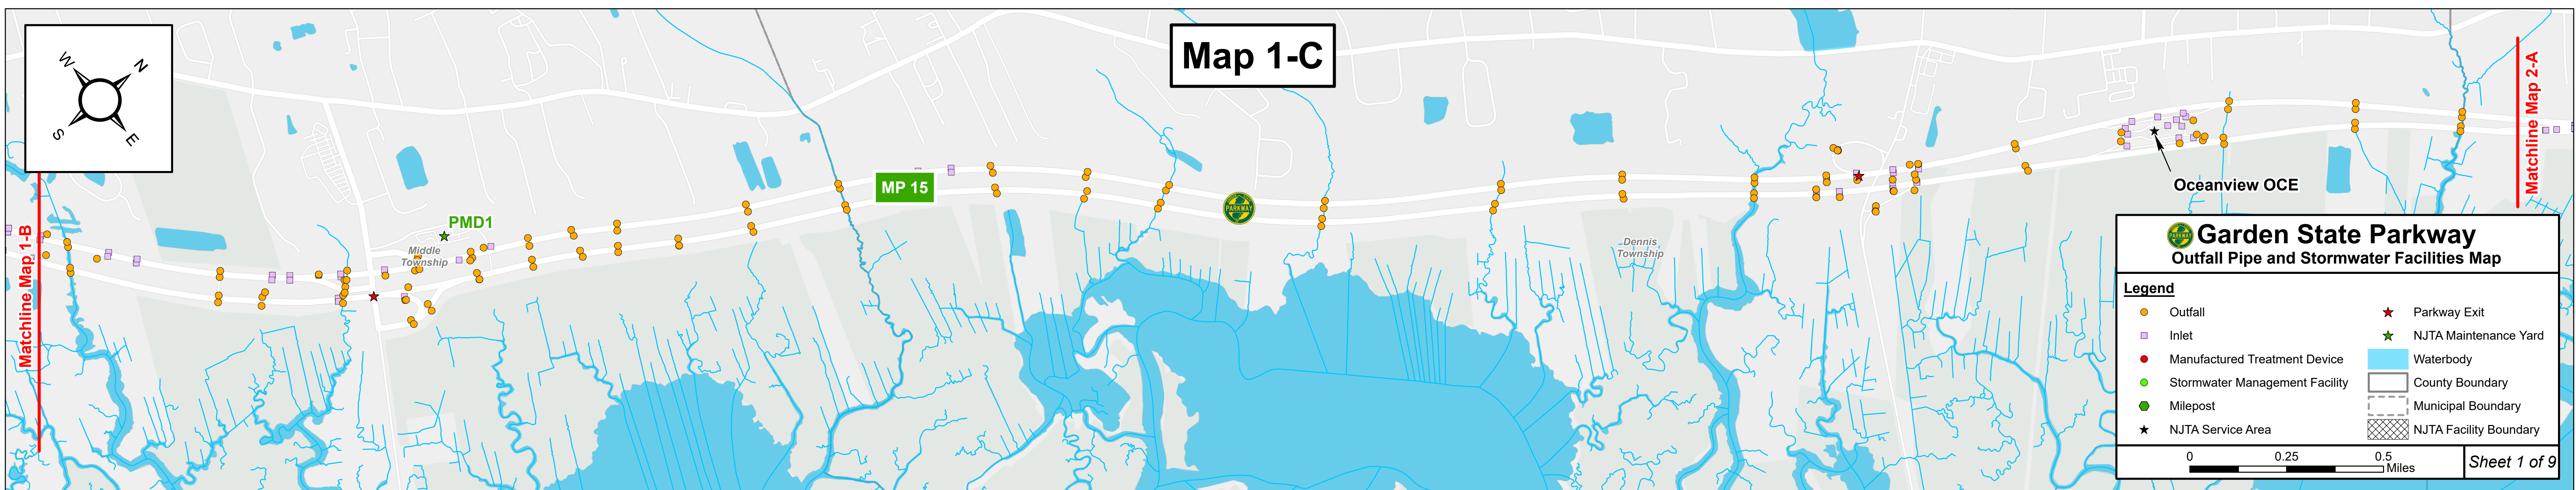 Map 1-C
W
N
S
E
Matchline Map 1-B
PMD1
Middle
Township
MP 15
PARKWAY
Dennis
Township
Oceanview OCE
Matchline Map 2-A
PARKWAY
Garden State Parkway
Outfall Pipe and Stormwater Facilities Map
Legend
Outfall
Inlet
Manufactured Treatment Device
Stormwater Management Facility
Milepost
NJTA Service Area
Parkway Exit
NJTA Maintenance Yard
Waterbody
County Boundary
Municipal Boundary
NJTA Facility Boundary
0 0.25 0.5
Miles
Sheet 1 of 9